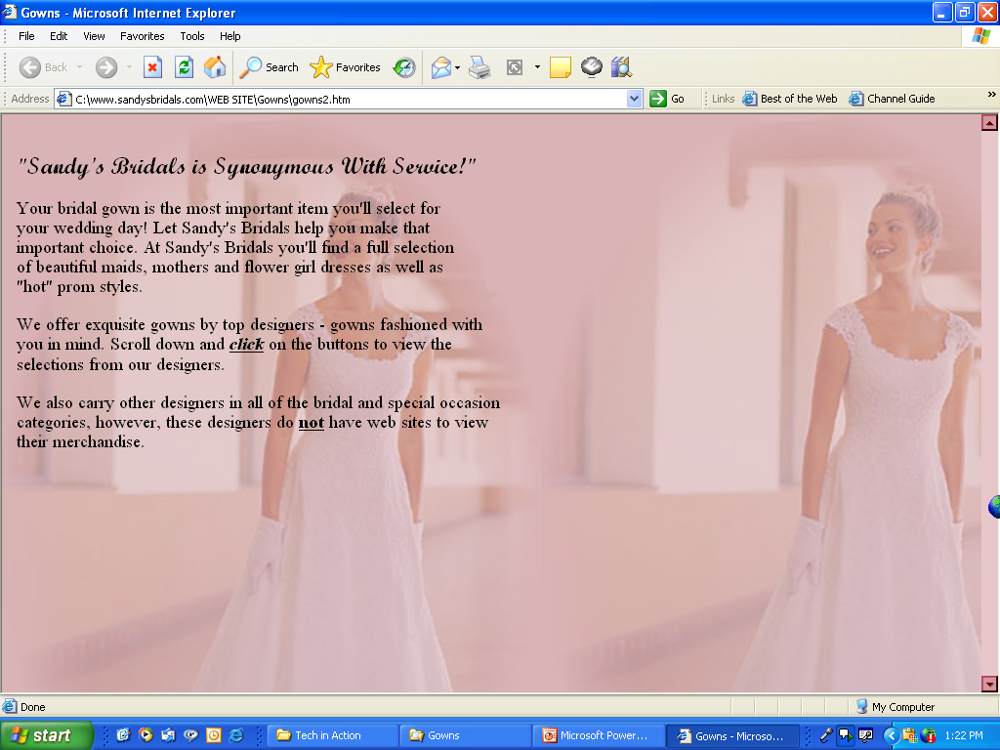 Gowns - Microsoft Internet Explorer
File Edit View Favorites Tools Help
Back Search Favorites
Address C:\www.sandysbridals.com\WEB SITE\Gowns\gowns2.htm Go Links Best of the Web Channel Guide »
"Sandy's Bridals is Synonymous With Service!"
Your bridal gown is the most important item you'll select for
your wedding day! Let Sandy's Bridals help you make that
important choice. At Sandy's Bridals you'll find a full selection
of beautiful maids, mothers and flower girl dresses as well as
"hot" prom styles.
We offer exquisite gowns by top designers - gowns fashioned with
you in mind. Scroll down and click on the buttons to view the
selections from our designers.
We also carry other designers in all of the bridal and special occasion
categories, however, these designers do not have web sites to view
their merchandise.
Done My Computer
start Tech in Action Gowns Microsoft Power... Gowns - Microso... 1:22 PM